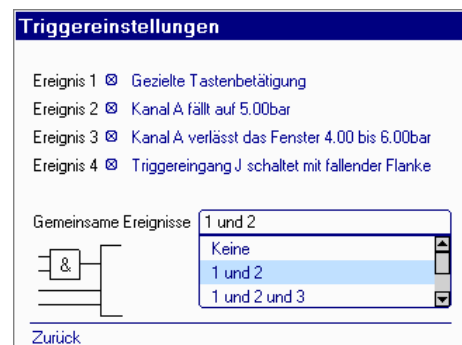 Triggereinstellungen
Ereignis 1 Gezielte Tastenbetätigung
Ereignis 2 Kanal A fällt auf 5.00bar
Ereignis 3 Kanal A verlässt das Fenster 4.00 bis 6.00bar
Ereignis 4 Triggereingang J schaltet mit fallender Flanke
Gemeinsame Ereignisse 1 und 2
Keine
& 1 und 2
1 und 2 und 3
Zurück